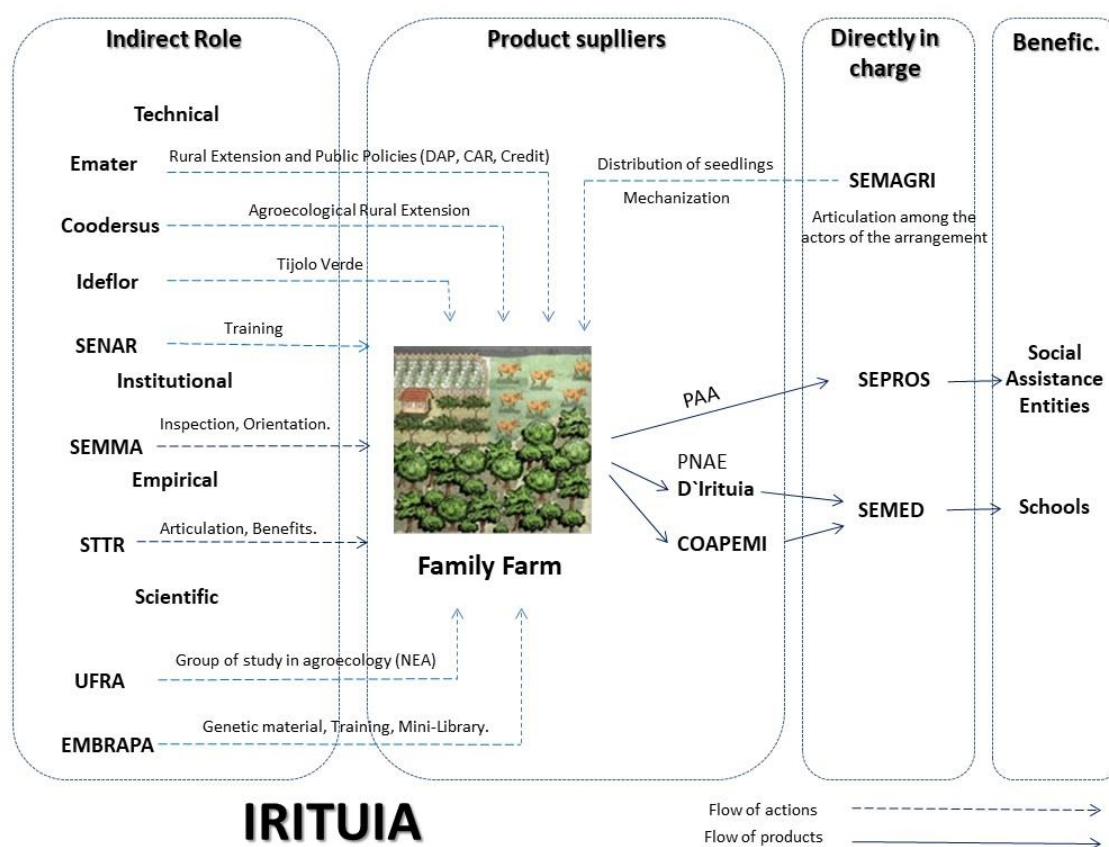 Indirect Role
Product suplliers
Directly in
charge
Benefic.
Technical
Emater
Rural Extension and Public Policies (DAP, CAR, Credit)
Distribution of seedlings
SEMAGRI
Mechanization
Coodersus
Agroecological Rural Extension
Articulation among the
actors of the arrangement
Ideflor
Tijolo Verde
SENAR
Training
Institutional
SEPROS
Social
Assistance
Entities
PAA
SEMMA
Inspection, Orientation.
Empirical
PNAE
D`Irituia
SEMED
Schools
STTR
Articulation, Benefits.
COAPEMI
Family Farm
Scientific
UFRA
Group of study in agroecology (NEA)
EMBRAPA
Genetic material, Training, Mini-Library.
IRITUIA
Flow of actions
Flow of products